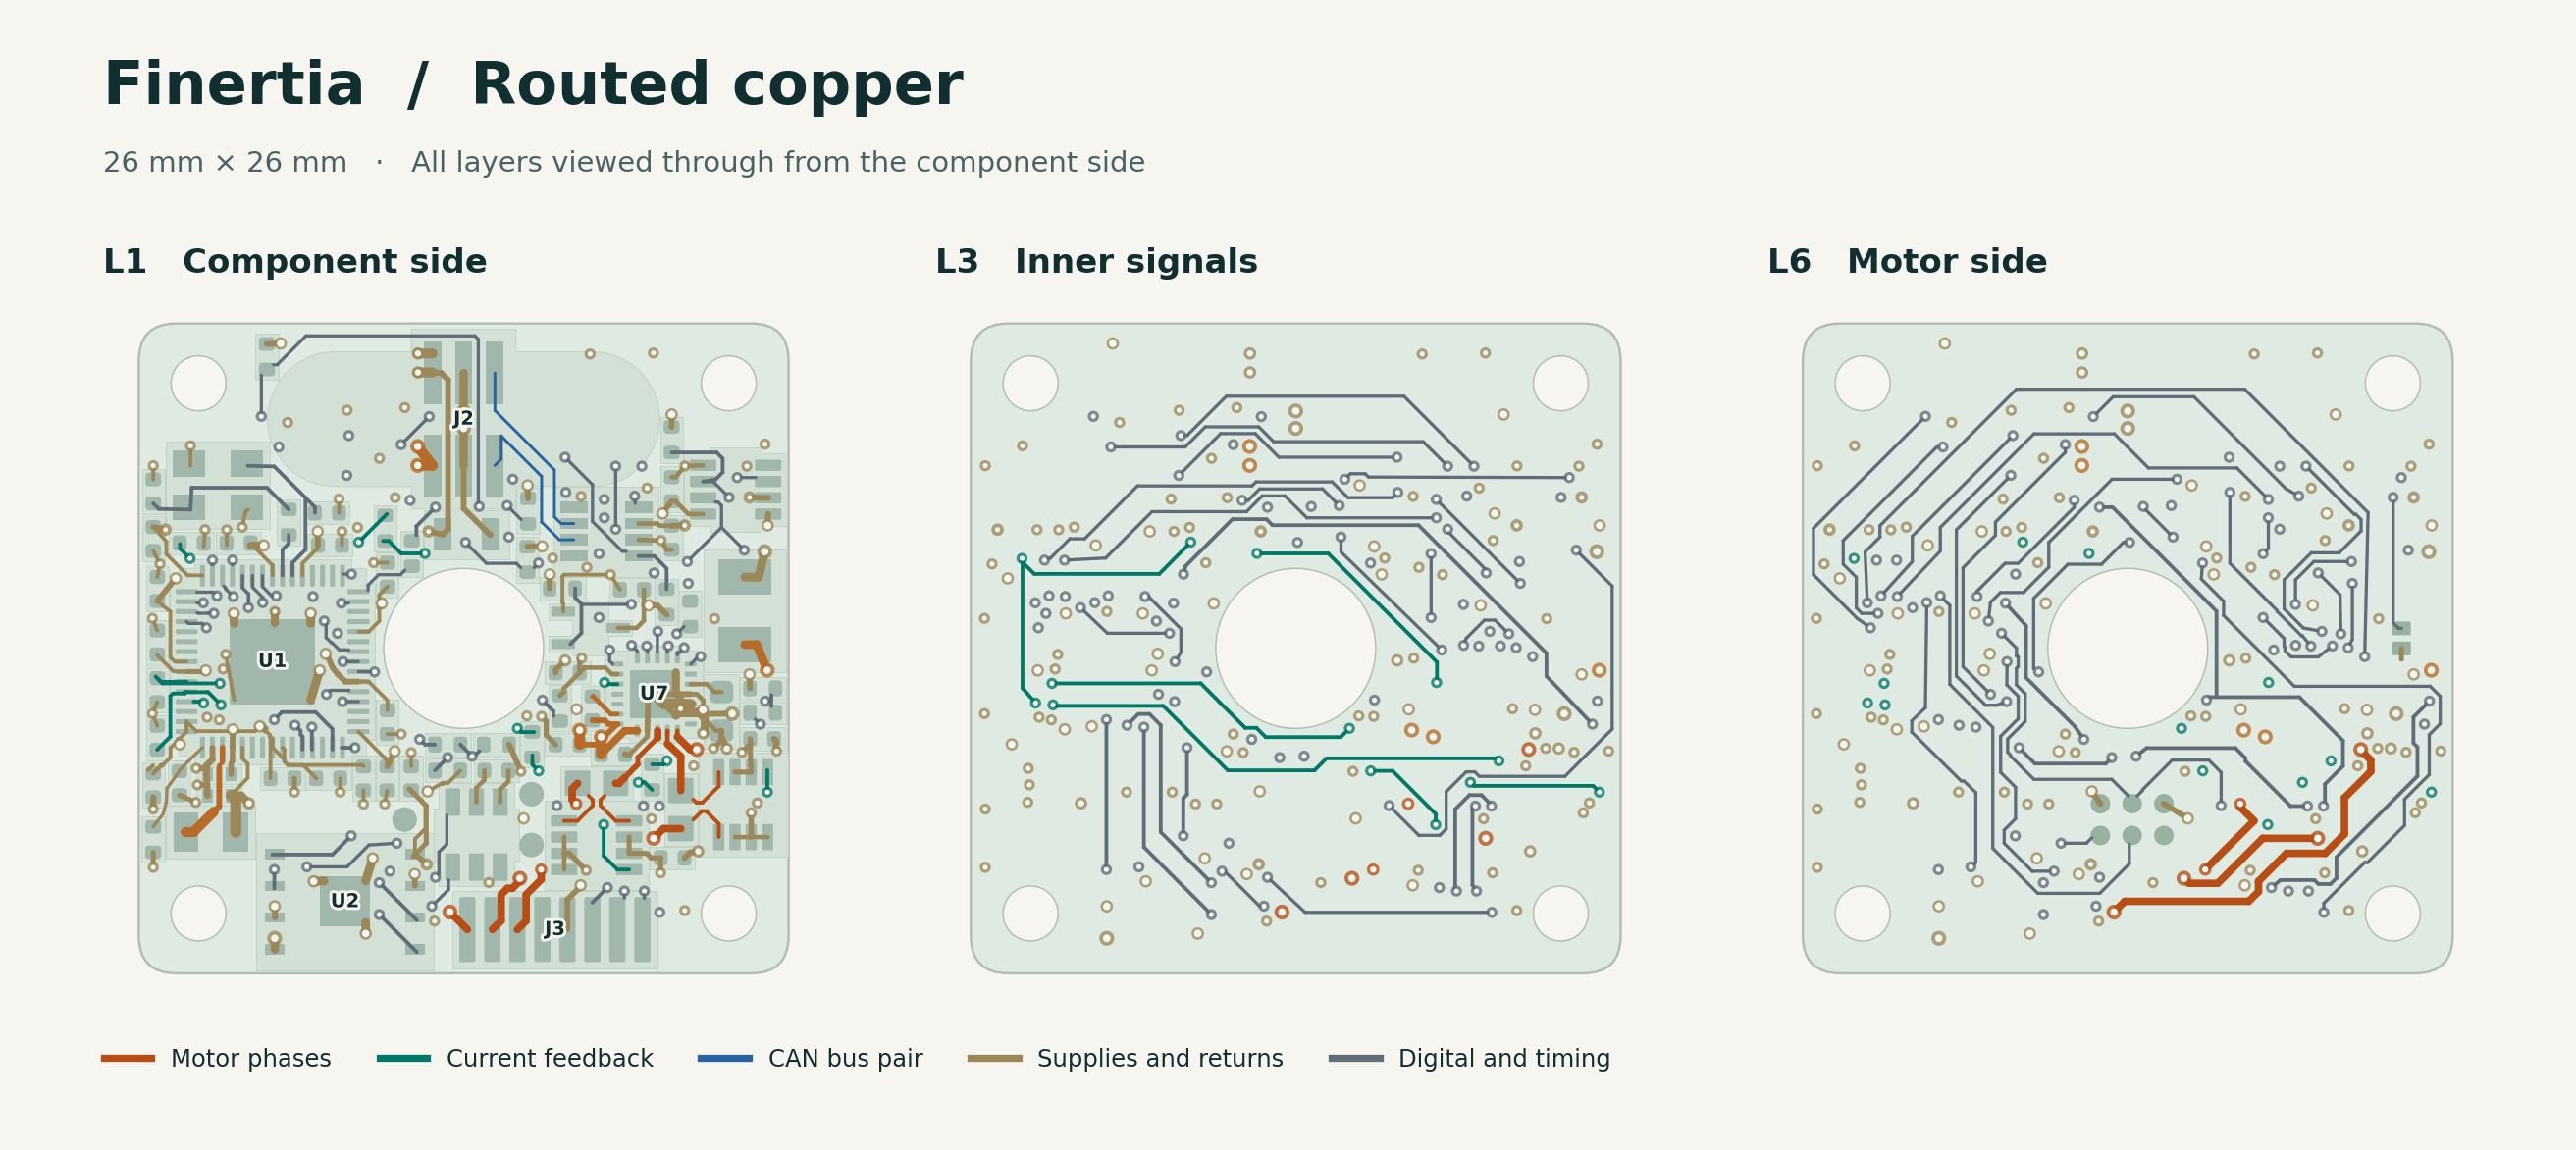 Finertia / Routed copper
26 mm × 26 mm · All layers viewed through from the component side
L1 Component side
L3 Inner signals
L6 Motor side
J2
U1
U7
U2
J3
Motor phases
Current feedback
CAN bus pair
Supplies and returns
Digital and timing